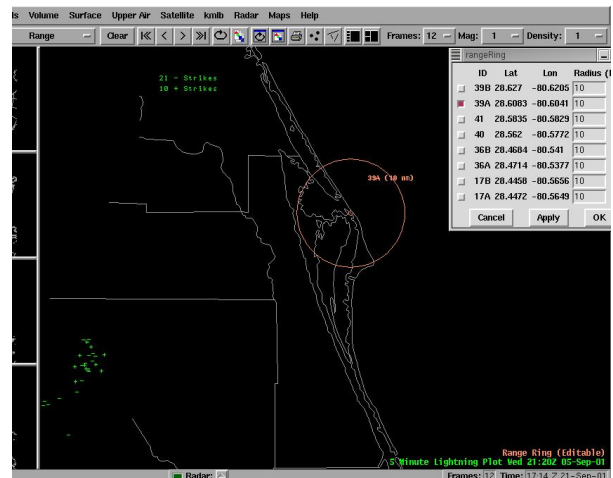 ls Volume Surface Upper Air Satellite kmlb Radar Maps Help
Range Clear Frames: 12 Mag: 1 Density: 1
rangeRing
ID Lat Lon Radius (
39B 28.627 -80.6205 10
39A 28.6083 -80.6041 10
41 28.5835 -80.5829 10
40 28.562 -80.5772 10
36B 28.4684 -80.541 10
36A 28.4714 -80.5377 10
17B 28.4458 -80.5656 10
17A 28.4472 -80.5649 10
Cancel Apply OK
21 - Strikes
10 + Strikes
39A (10 nm)
Range Ring (Editable)
5 Minute Lightning Plot Wed 21:20Z 05-Sep-01
Radar: Frames: 12 Time: 17:14 Z 21-Sep-01